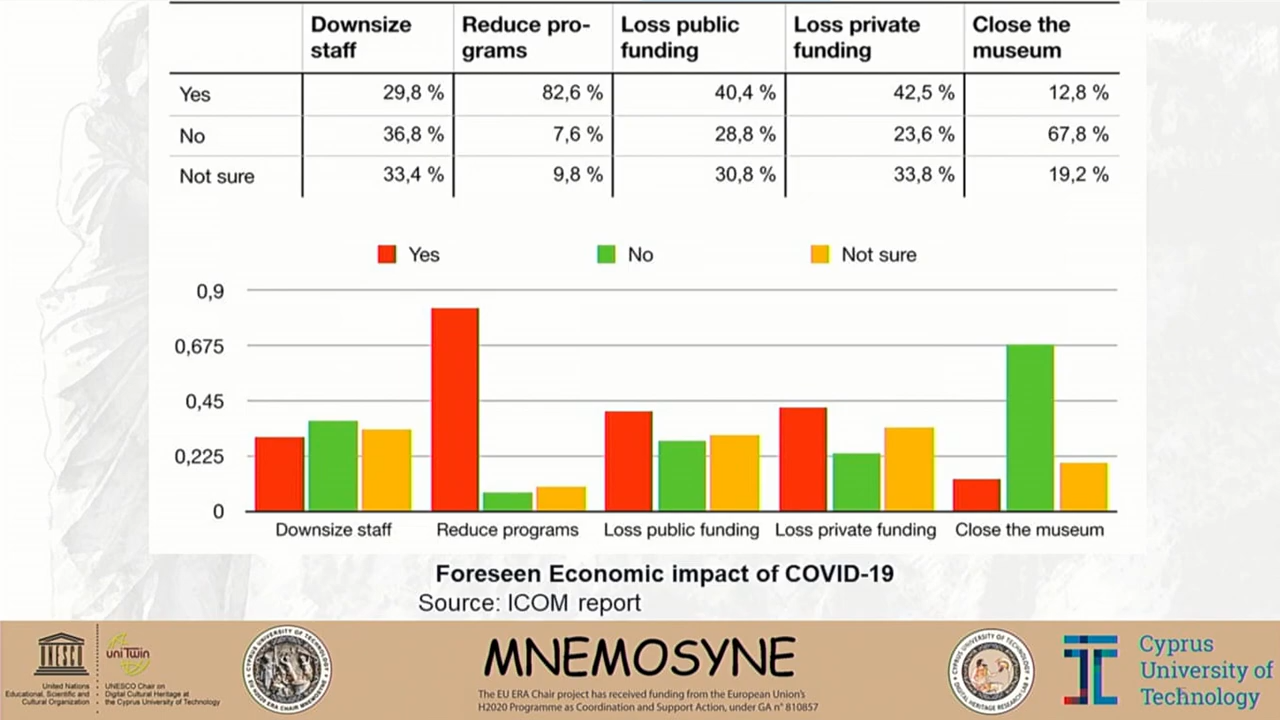 Downsize staff
Reduce pro-grams
Loss public funding
Loss private funding
Close the museum
Yes 29,8 % 82,6 % 40,4 % 42,5 % 12,8 %
No 36,8 % 7,6 % 28,8 % 23,6 % 67,8 %
Not sure 33,4 % 9,8 % 30,8 % 33,8 % 19,2 %
Yes No Not sure
0,9
0,675
0,45
0,225
0
Downsize staff Reduce programs Loss public funding Loss private funding Close the museum
Foreseen Economic impact of COVID-19
Source: ICOM report
UNESCO
United Nations
Educational, Scientific and
Cultural Organization
uniTwin
UNESCO Chair on
Digital Cultural Heritage at
the Cyprus University of Technology
MNEMOSYNE
The EU ERA Chair project has received funding from the European Union's
H2020 Programme as Coordination and Support Action, under GA n° 810857
Cyprus
University of
Technology